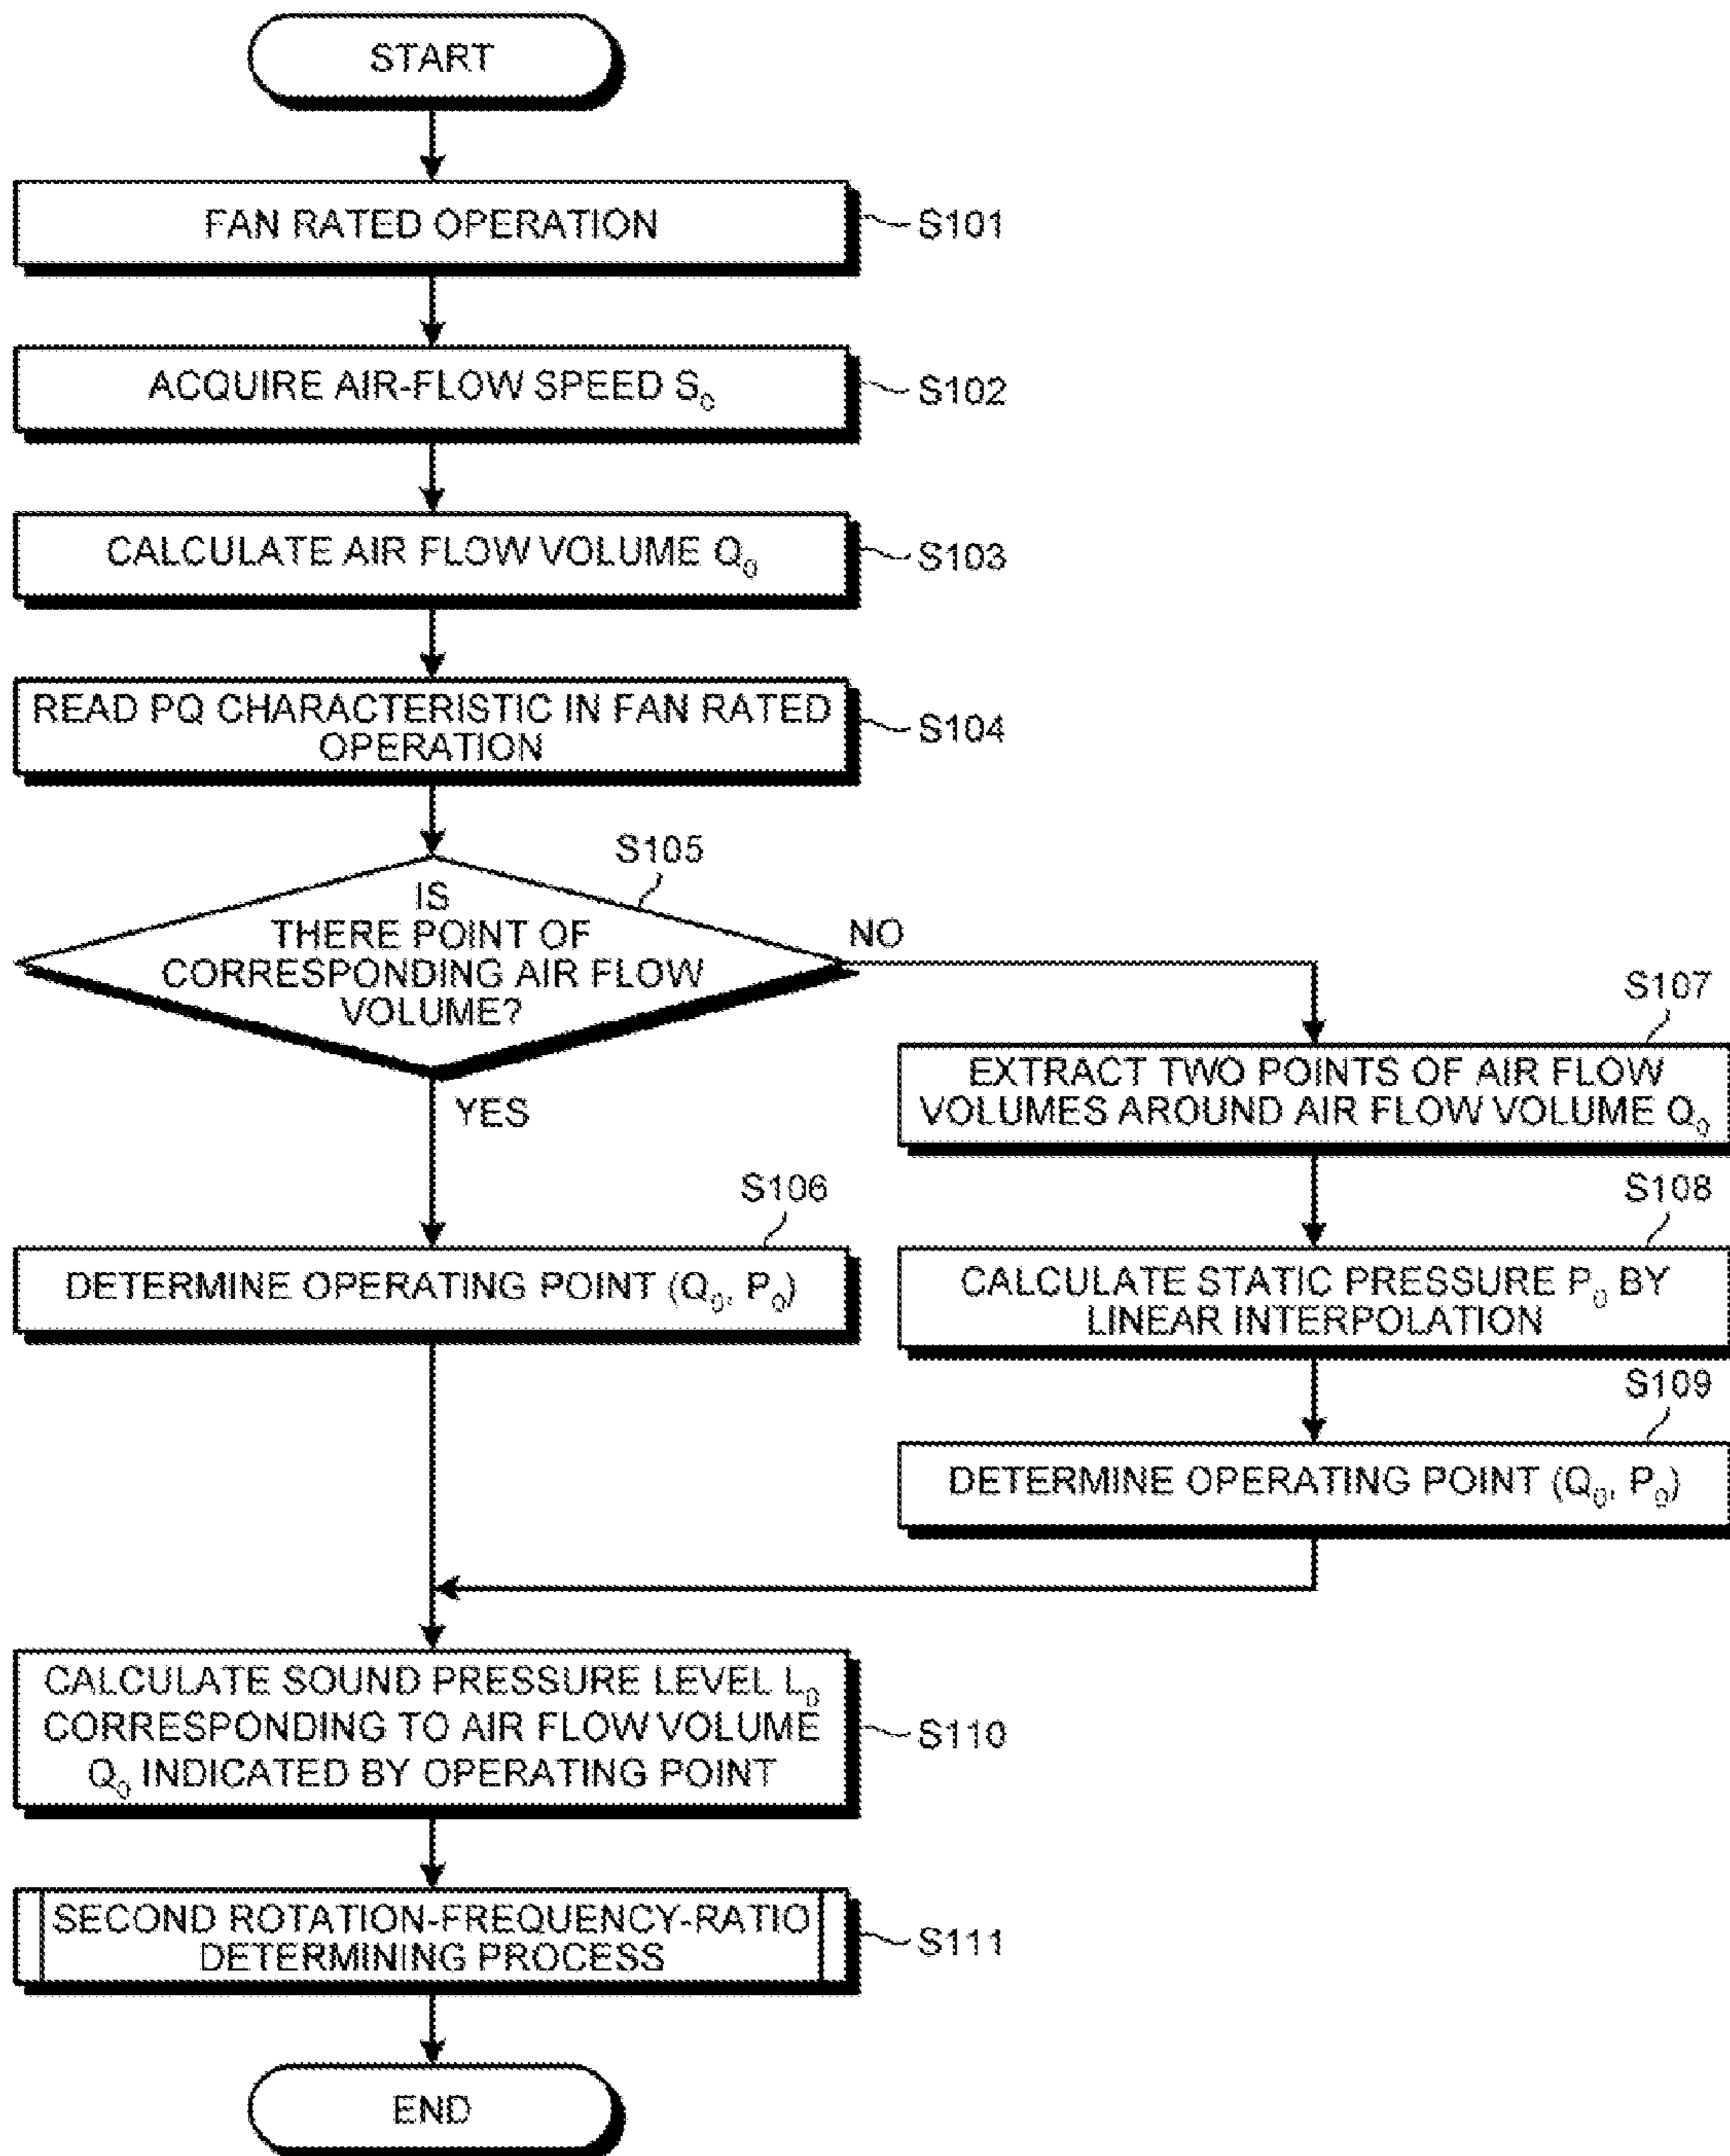 START
FAN RATED OPERATION
S101
ACQUIRE AIR-FLOW SPEED S₀
S102
CALCULATE AIR FLOW VOLUME Q₀
S103
READ PQ CHARACTERISTIC IN FAN RATED
OPERATION
S104
S105
IS
THERE POINT OF
CORRESPONDING AIR FLOW
VOLUME?
NO
YES
S107
EXTRACT TWO POINTS OF AIR FLOW
VOLUMES AROUND AIR FLOW VOLUME Q₀
S106
DETERMINE OPERATING POINT (Q₀, P₀)
S108
CALCULATE STATIC PRESSURE P₀ BY
LINEAR INTERPOLATION
S109
DETERMINE OPERATING POINT (Q₀, P₀)
CALCULATE SOUND PRESSURE LEVEL L₀
CORRESPONDING TO AIR FLOW VOLUME
Q₀ INDICATED BY OPERATING POINT
S110
SECOND ROTATION-FREQUENCY-RATIO
DETERMINING PROCESS
S111
END